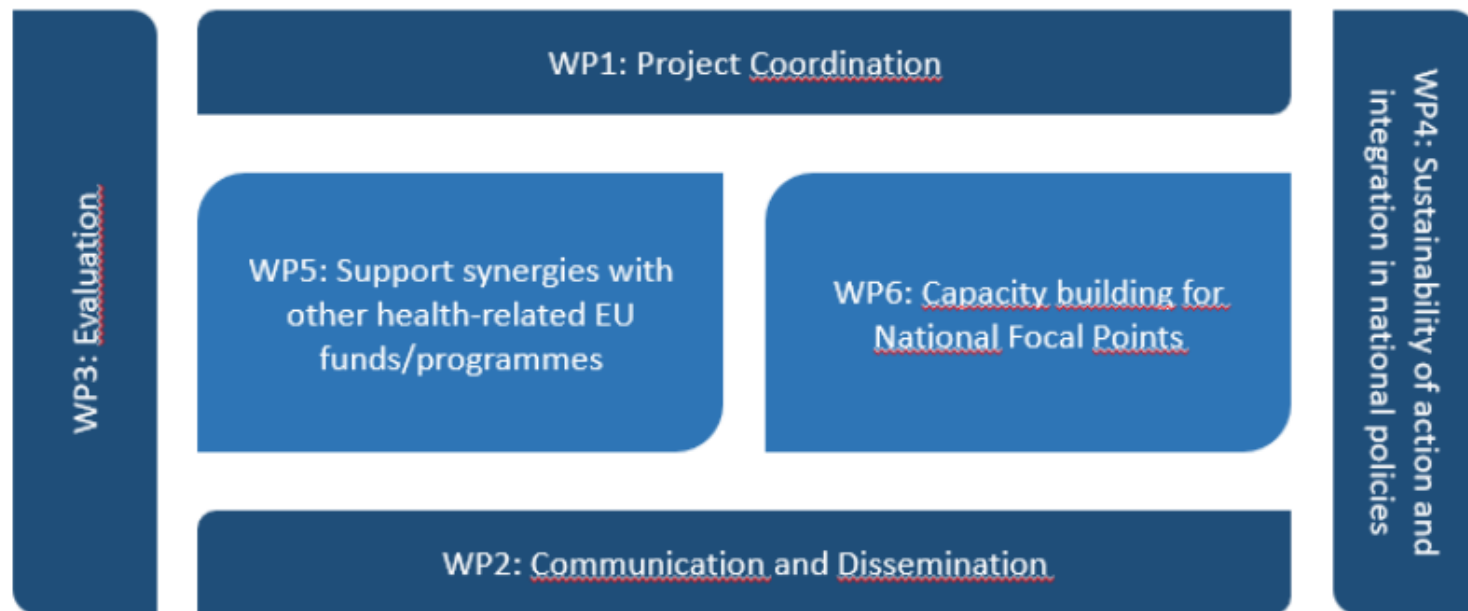 WP1: Project Coordination
WP3: Evaluation
WP5: Support synergies with
other health-related EU
funds/programmes
WP6: Capacity building for
National Focal Points
WP4: Sustainability of action and
integration in national policies
WP2: Communication and Dissemination